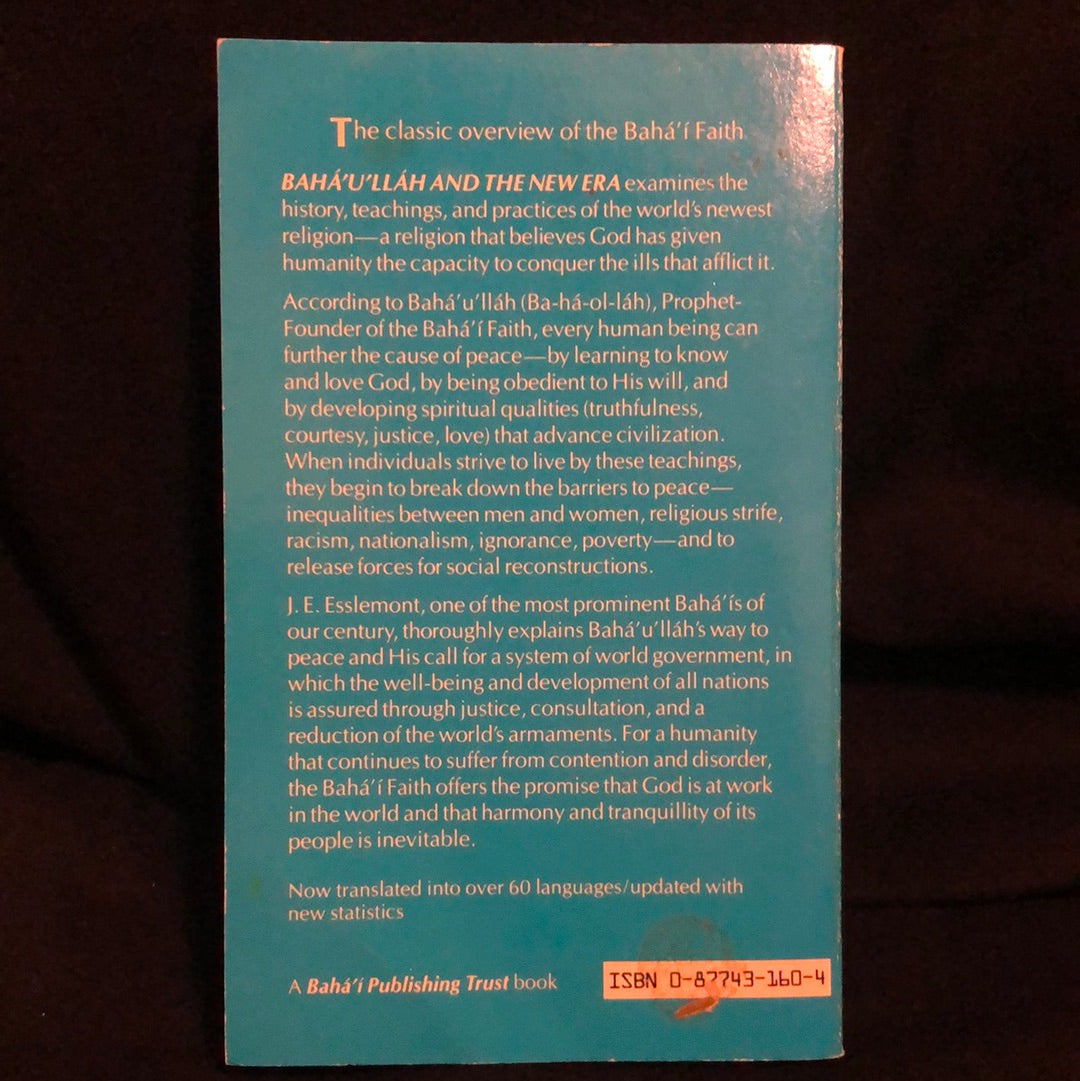 The classic overview of the Bahá'í Faith
BAHÁ'U'LLÁH AND THE NEW ERA examines the
history, teachings, and practices of the world's newest
religion—a religion that believes God has given
humanity the capacity to conquer the ills that afflict it.
According to Bahá'u'lláh (Ba-há-ol-láh), Prophet-
Founder of the Bahá'í Faith, every human being can
further the cause of peace—by learning to know
and love God, by being obedient to His will, and
by developing spiritual qualities (truthfulness,
courtesy, justice, love) that advance civilization.
When individuals strive to live by these teachings,
they begin to break down the barriers to peace—
inequalities between men and women, religious strife,
racism, nationalism, ignorance, poverty—and to
release forces for social reconstructions.
J. E. Esslemont, one of the most prominent Bahá'ís of
our century, thoroughly explains Bahá'u'lláh's way to
peace and His call for a system of world government, in
which the well-being and development of all nations
is assured through justice, consultation, and a
reduction of the world's armaments. For a humanity
that continues to suffer from contention and disorder,
the Bahá'í Faith offers the promise that God is at work
in the world and that harmony and tranquillity of its
people is inevitable.
Now translated into over 60 languages/updated with
new statistics
A Bahá'í Publishing Trust book
ISBN 0-87743-160-4